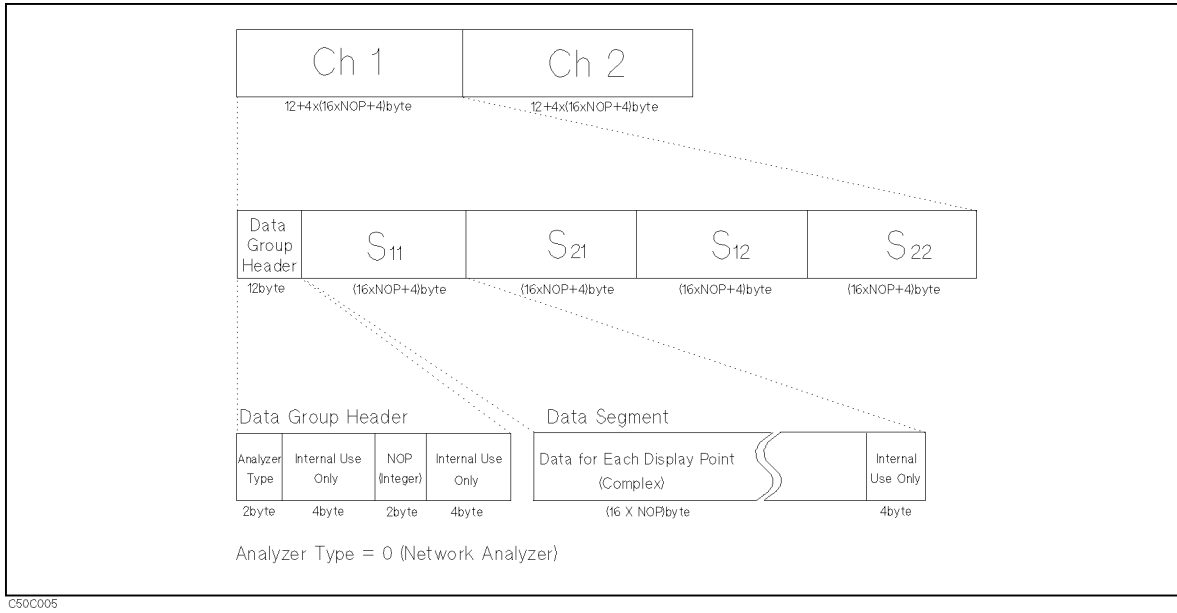 Ch 1 Ch 2
12+4x(16xNOP+4)byte 12+4x(16xNOP+4)byte
Data Group Header
S11 S21 S12 S22
12byte (16xNOP+4)byte (16xNOP+4)byte (16xNOP+4)byte (16xNOP+4)byte
Data Group Header Data Segment
Analyzer Type
Internal Use Only
NOP (Integer)
Internal Use Only
Data for Each Display Point (Complex)
Internal Use Only
2byte 4byte 2byte 4byte (16 X NOP)byte 4byte
Analyzer Type = 0 (Network Analyzer)
C50C005